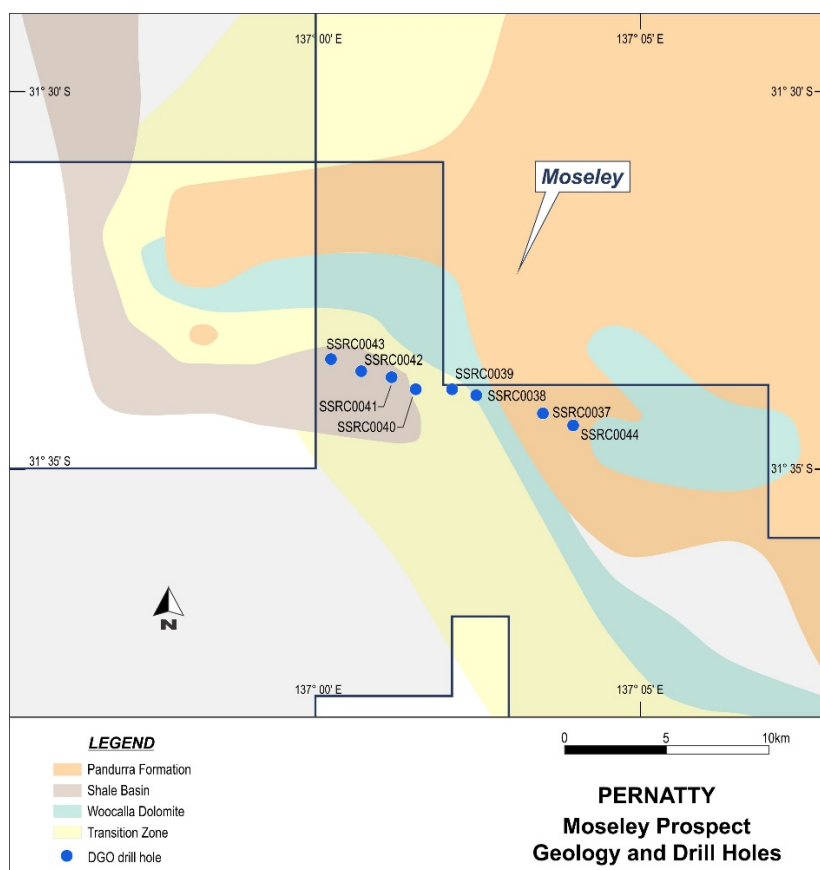 137° 00' E
137° 05' E
31° 30' S
31° 30' S
Moseley
SSRC0043
SSRC0042
SSRC0039
SSRC0041
SSRC0038
SSRC0040
SSRC0037
SSRC0044
31° 35' S
31° 35' S
N
137° 00' E
137° 05' E
LEGEND
Pandurra Formation
Shale Basin
Woocalla Dolomite
Transition Zone
DGO drill hole
0 5 10km
PERNATTY
Moseley Prospect
Geology and Drill Holes